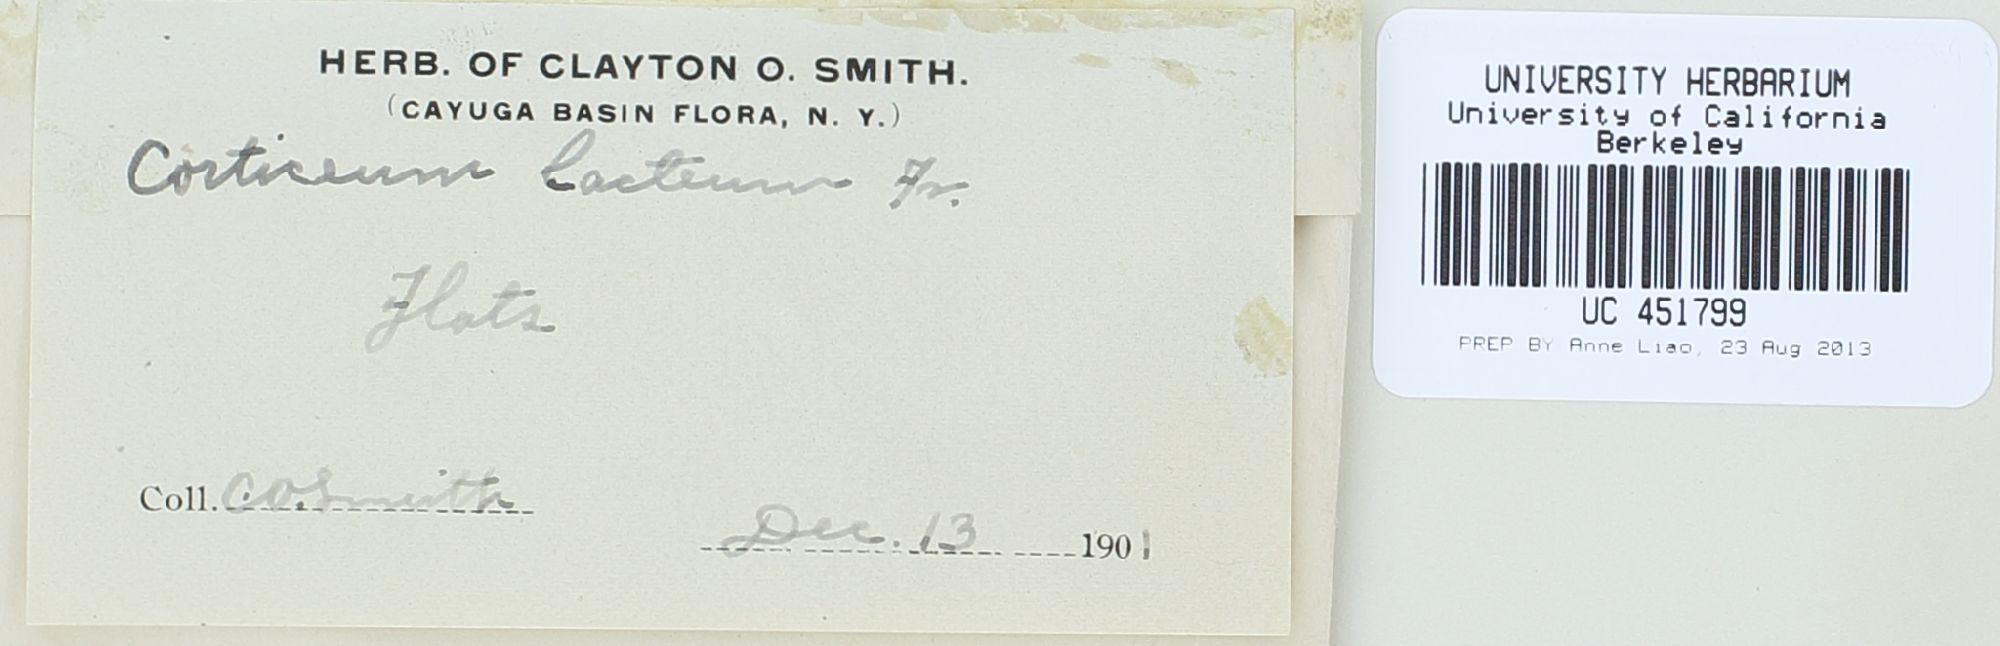 HERB. OF CLAYTON O. SMITH.
(CAYUGA BASIN FLORA, N. Y.)
Corticium lacteum Fr.
Flats
Coll. C.O. Smith
Dec. 13 1901
UNIVERSITY HERBARIUM
University of California
Berkeley
UC 451799
PREP BY Anne Liao, 23 Aug 2013